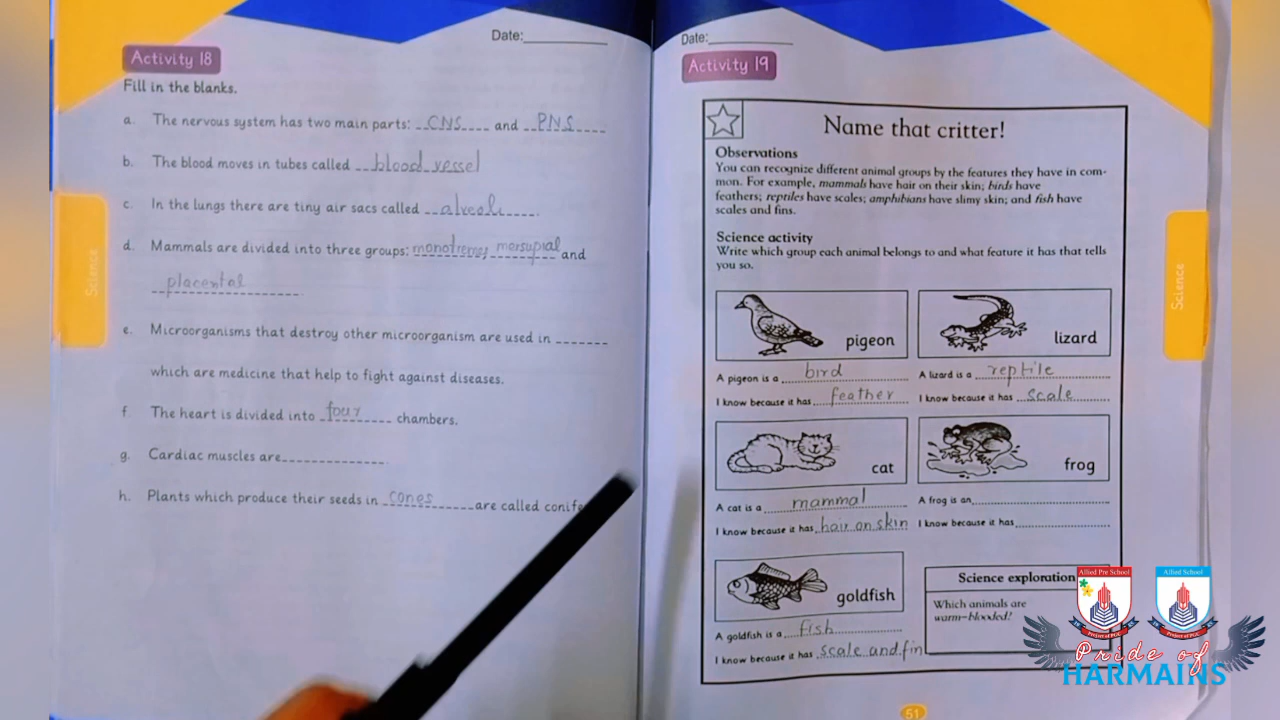 Date:
Activity 18
Fill in the blanks.
a. The nervous system has two main parts: CNS and PNS
b. The blood moves in tubes called blood vessel
c. In the lungs there are tiny air sacs called alveoli.
d. Mammals are divided into three groups: monotremes mersupial and
placental.
e. Microorganisms that destroy other microorganism are used in
which are medicine that help to fight against diseases.
f. The heart is divided into four chambers.
g. Cardiac muscles are
h. Plants which produce their seeds in cones are called conife
Science
Date:
Activity 19
Name that critter!
Observations
You can recognize different animal groups by the features they have in com-
mon. For example, mammals have hair on their skin; birds have
feathers; reptiles have scales; amphibians have slimy skin; and fish have
scales and fins.
Science activity
Write which group each animal belongs to and what feature it has that tells
you so.
pigeon
A pigeon is a bird
I know because it has feather
lizard
A lizard is a reptile
I know because it has scale
cat
A cat is a mammal
I know because it has hair on skin
frog
A frog is an
I know because it has
goldfish
A goldfish is a fish
I know because it has scale and fin
Science exploration
Which animals are
warm-blooded?
Science
51
Allied Pre School
Project of PGC
Allied School
Project of PGC
Pride of
HARMAINS